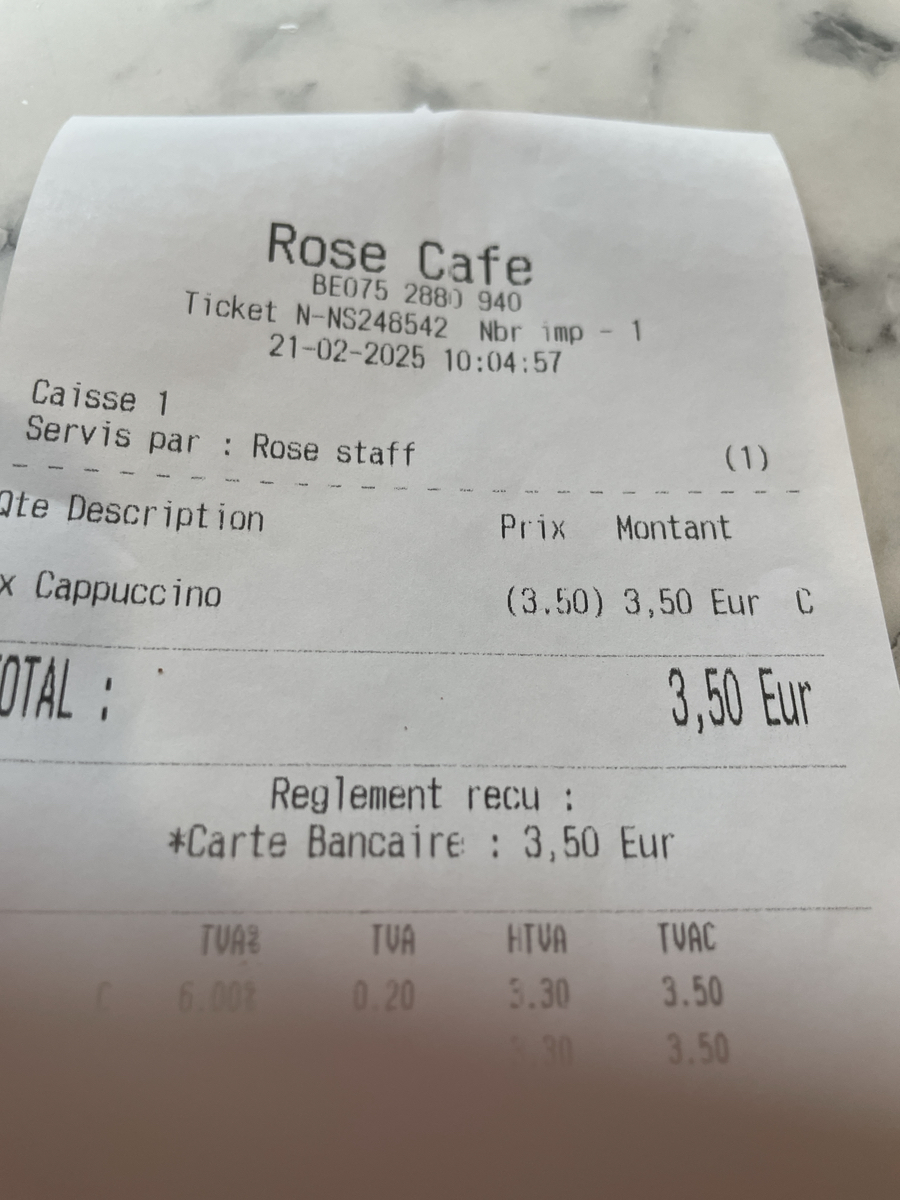 Rose Cafe
BE075 2880 940
Ticket N-NS248542 Nbr imp - 1
21-02-2025 10:04:57
Caisse 1
Servis par : Rose staff (1)
Qte Description Prix Montant
x Cappuccino (3.50) 3,50 Eur C
TOTAL : 3,50 Eur
Reglement recu :
*Carte Bancaire : 3,50 Eur
TVA% TVA HTVA TVAC
C 6.00% 0.20 3.30 3.50
3.30 3.50